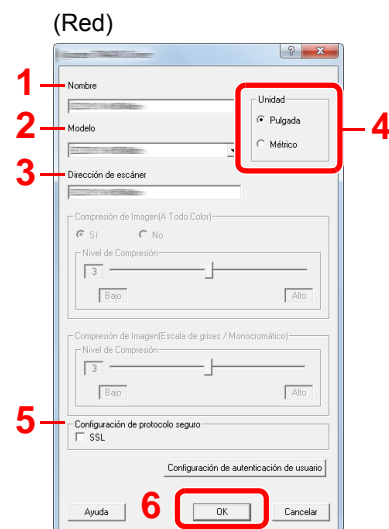 (Red)
1
Nombre
Unidad
Pulgada
Métrico
4
2
Modelo
3
Dirección de escáner
Compresión de Imagen(A Todo Color)
Sí
No
Nivel de Compresión
3
Bajo
Alto
Compresión de Imagen(Escala de grises / Monocromático)
Nivel de Compresión
3
Bajo
Alto
5
Configuración de protocolo seguro
SSL
Configuración de autenticación de usuario
Ayuda
6
OK
Cancelar